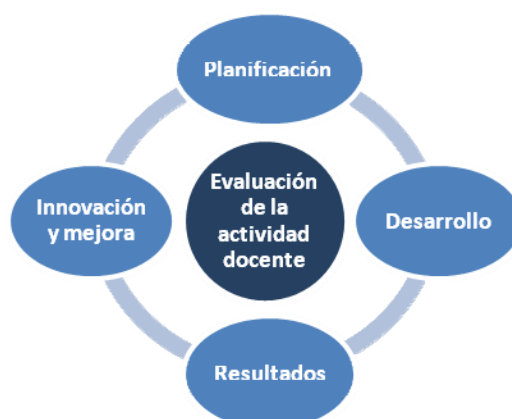 Planificación
Evaluación
de la
actividad
docente
Innovación
y mejora
Desarrollo
Resultados